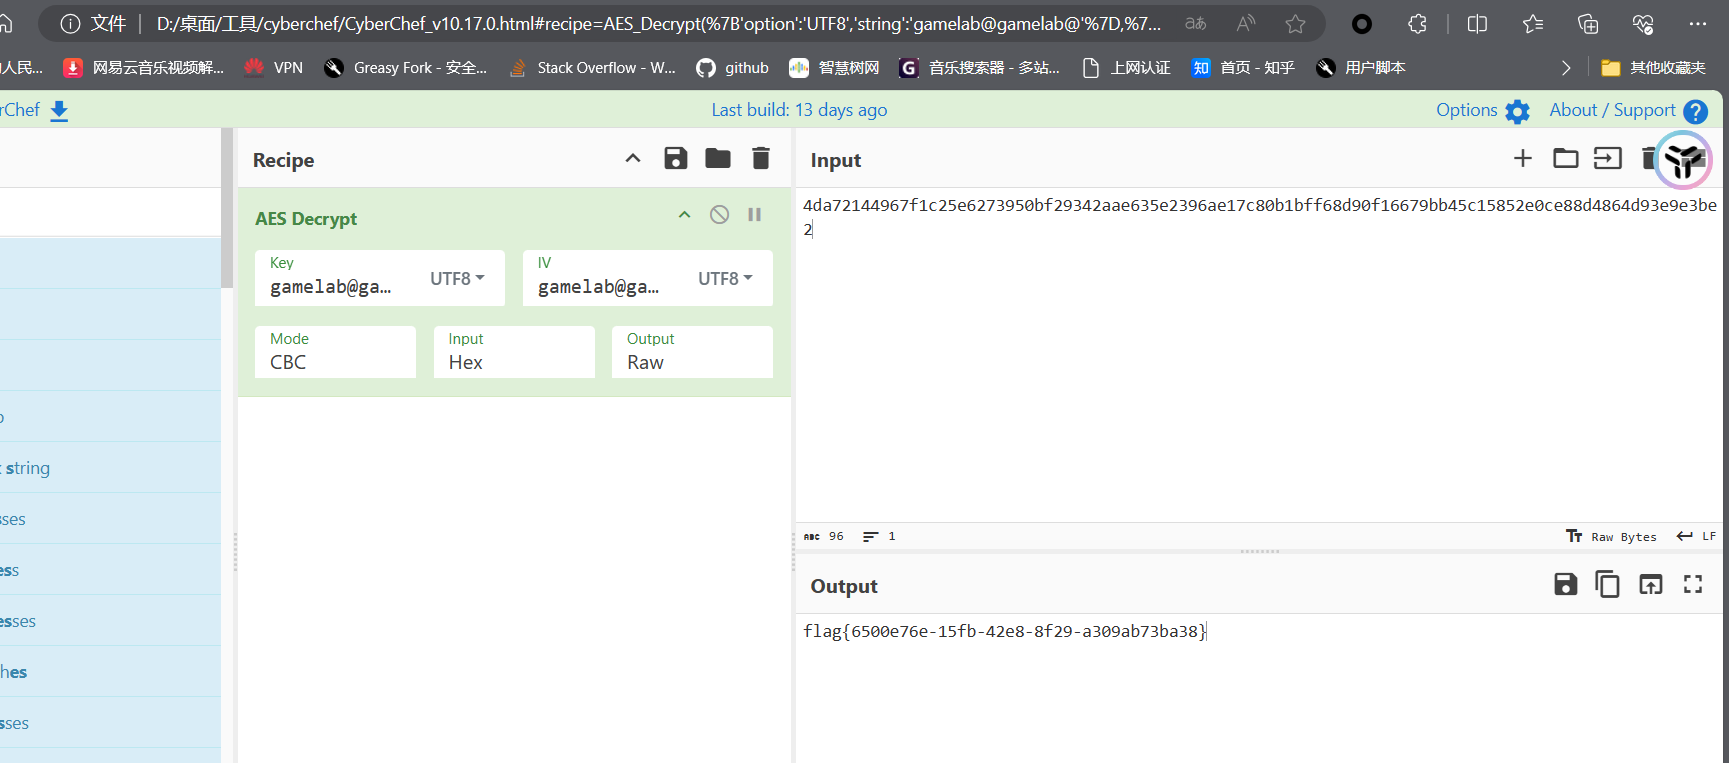 文件 D:/桌面/工具/cyberchef/CyberChef_v10.17.0.html#recipe=AES_Decrypt(%7B'option':'UTF8','string':'gamelab@gamelab@'%7D,%7...
人民... 网易云音乐视频解... VPN Greasy Fork - 安全... Stack Overflow - W... github 智慧树网 音乐搜索器 - 多站... 上网认证 知 首页 - 知乎 用户脚本 其他收藏夹
rChef Last build: 13 days ago Options About / Support ?
Recipe
Input
AES Decrypt
4da72144967f1c25e6273950bf29342aae635e2396ae17c80b1bff68d90f16679bb45c15852e0ce88d4864d93e9e3be
2
Key
gamelab@ga... UTF8
IV
gamelab@ga... UTF8
Mode
CBC
Input
Hex
Output
Raw
string
ses
ess
esses
hes
sses
ABC 96 1 Tr Raw Bytes LF
Output
flag{6500e76e-15fb-42e8-8f29-a309ab73ba38}